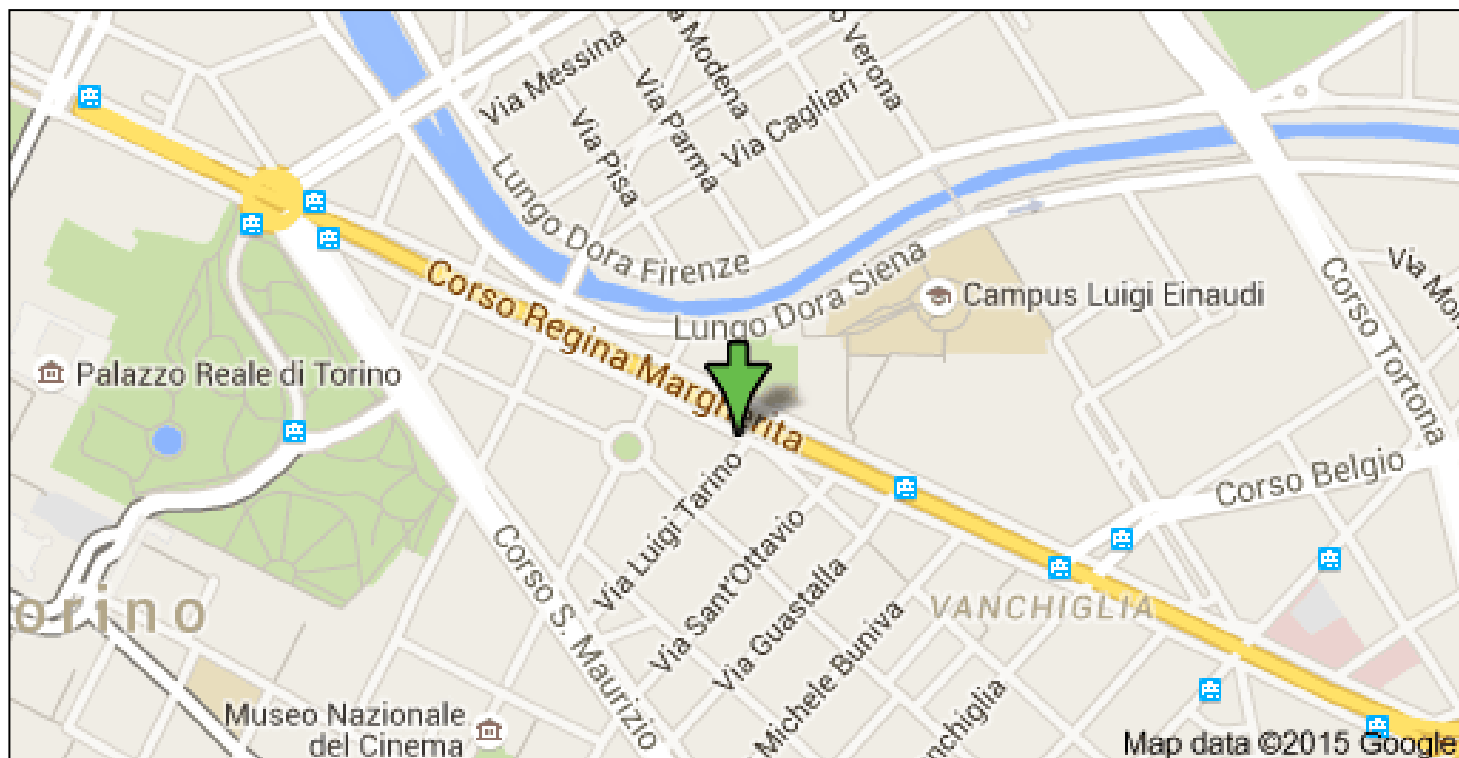 Via Messina
a Modena
o Verona
Via Parma
Via Cagliari
Via Pisa
Lungo Dora Firenze
Lungo Dora Siena
Corso Regina Margherita
Campus Luigi Einaudi
Via Mon
Corso Tortona
Palazzo Reale di Torino
Corso Belgio
Via Luigi Tarino
Via Sant'Ottavio
Via Guastalla
Michele Buniva
nchiglia
VANCHIGLIA
orino
Corso S. Maurizio
Museo Nazionale
del Cinema
Map data ©2015 Google